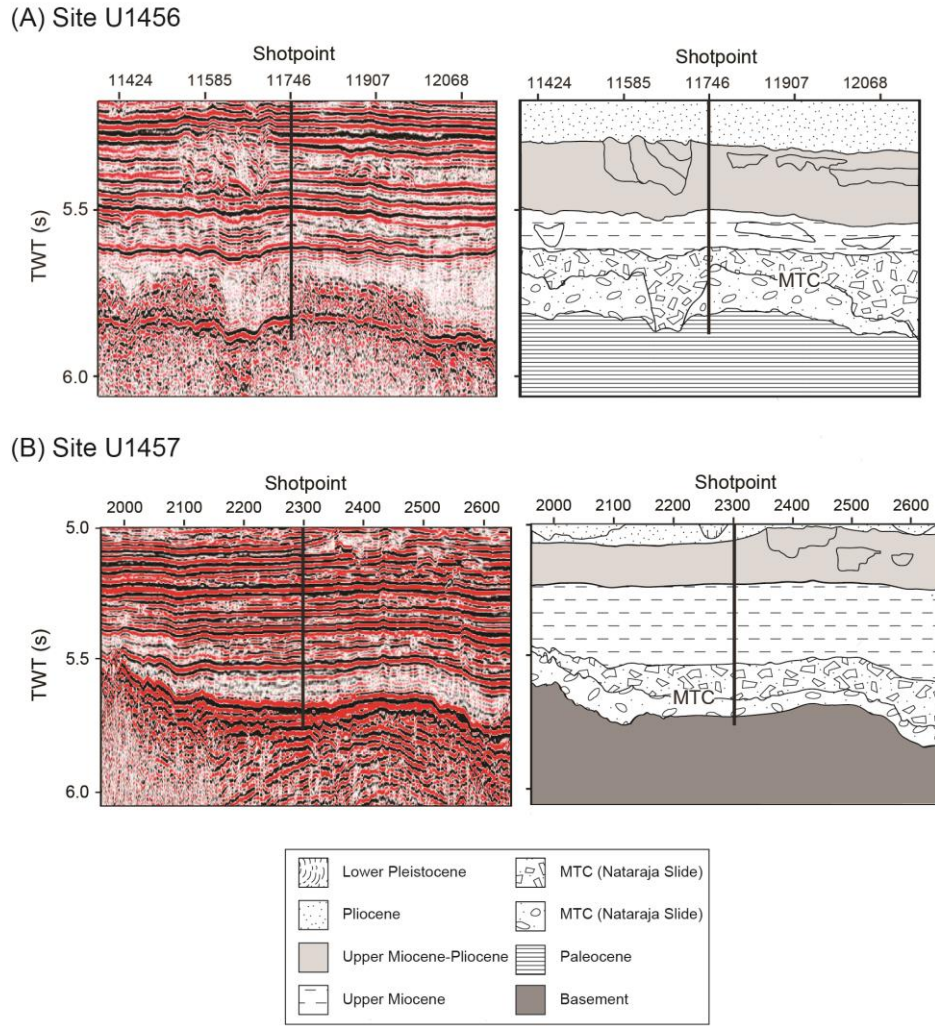 (A) Site U1456
Shotpoint
11424 11585 11746 11907 12068
Shotpoint
11424 11585 11746 11907 12068
TWT (s)
5.5
6.0
MTC
(B) Site U1457
Shotpoint
2000 2100 2200 2300 2400 2500 2600
Shotpoint
2000 2100 2200 2300 2400 2500 2600
TWT (s)
5.0
5.5
6.0
MTC
Lower Pleistocene
Pliocene
Upper Miocene-Pliocene
Upper Miocene
MTC (Nataraja Slide)
MTC (Nataraja Slide)
Paleocene
Basement